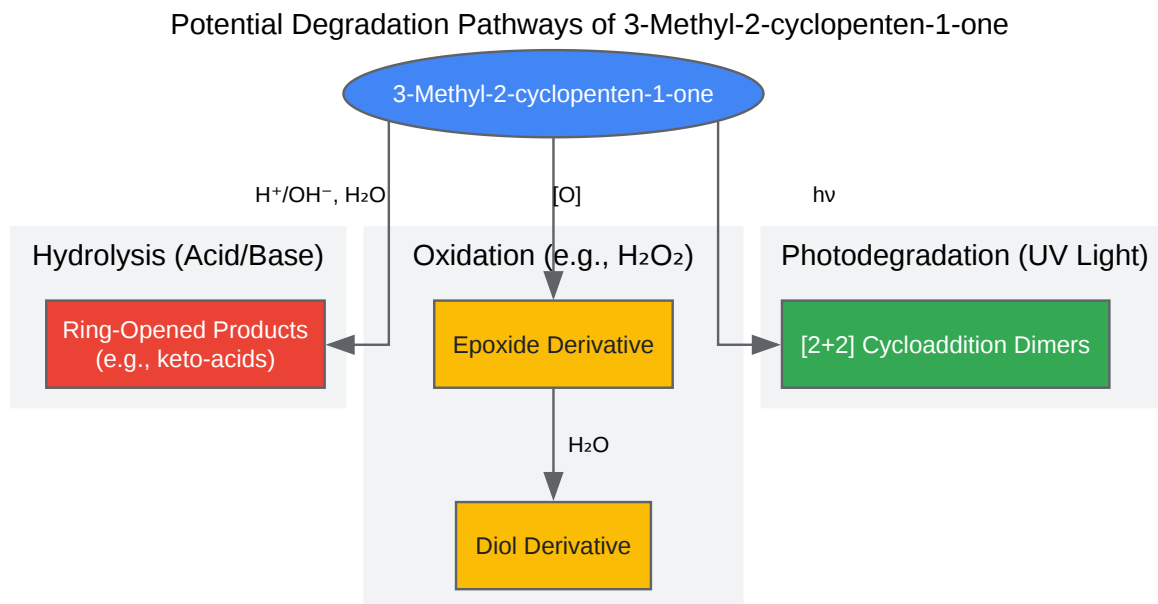 Potential Degradation Pathways of 3-Methyl-2-cyclopenten-1-one
3-Methyl-2-cyclopenten-1-one
H⁺/OH⁻, H₂O
[O]
hν
Hydrolysis (Acid/Base)
Oxidation (e.g., H₂O₂)
Photodegradation (UV Light)
Ring-Opened Products
(e.g., keto-acids)
Epoxide Derivative
[2+2] Cycloaddition Dimers
H₂O
Diol Derivative